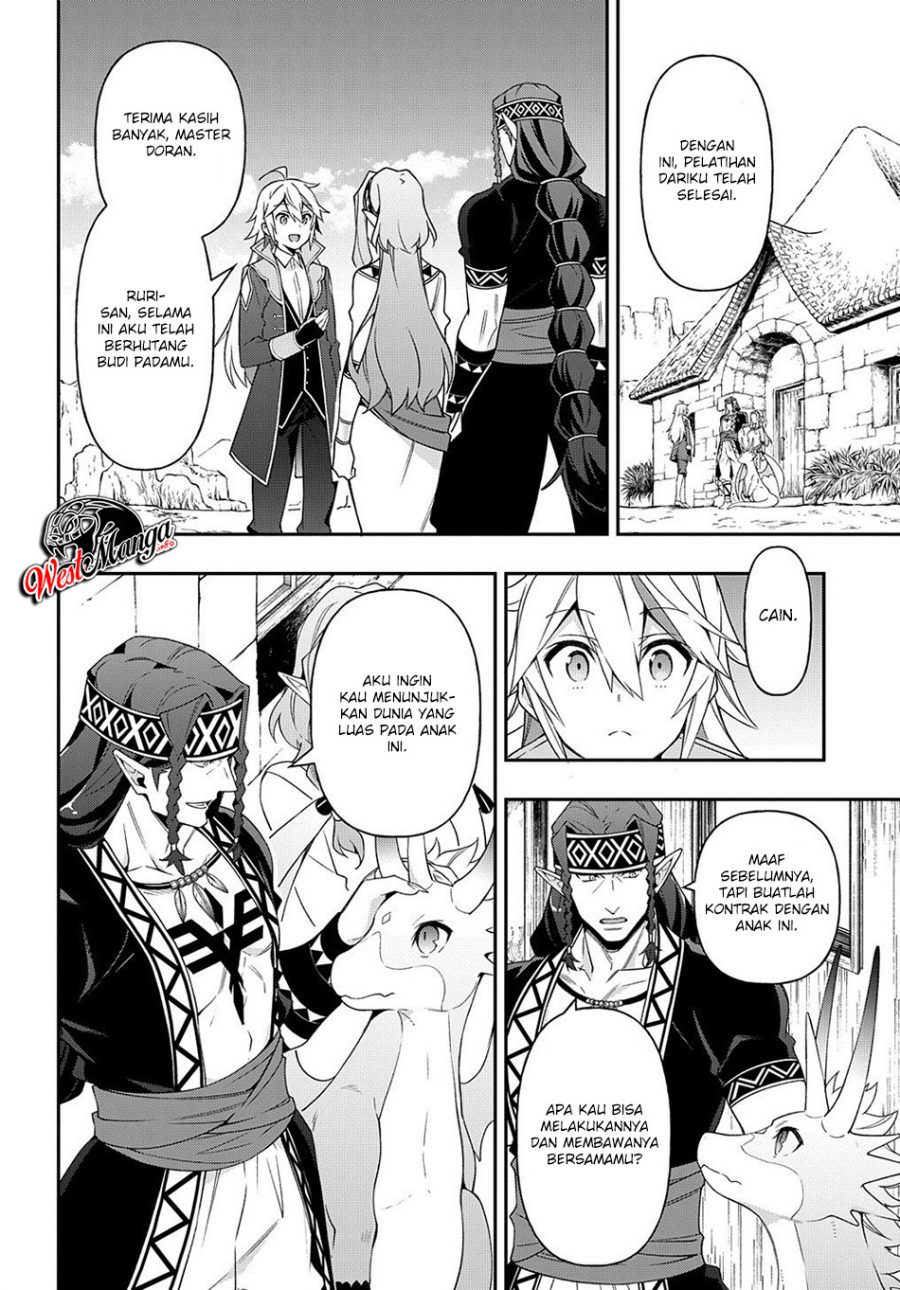 DENGAN
INI, PELATIHAN
DARIKU TELAH
SELESAI.
TERIMA KASIH
BANYAK, MASTER
DORAN.
RURI-
SAN, SELAMA
INI AKU TELAH
BERHUTANG
BUDI PADAMU.
WestManga
.info
CAIN.
MAAF
SEBELUMNYA,
TAPI BUATLAH
KONTRAK DENGAN
ANAK INI.
APA KAU BISA
MELAKUKANNYA
DAN MEMBAWANYA
BERSAMAMU?
AKU INGIN
KAU MENUNJUK-
KAN DUNIA YANG
LUAS PADA ANAK
INI.